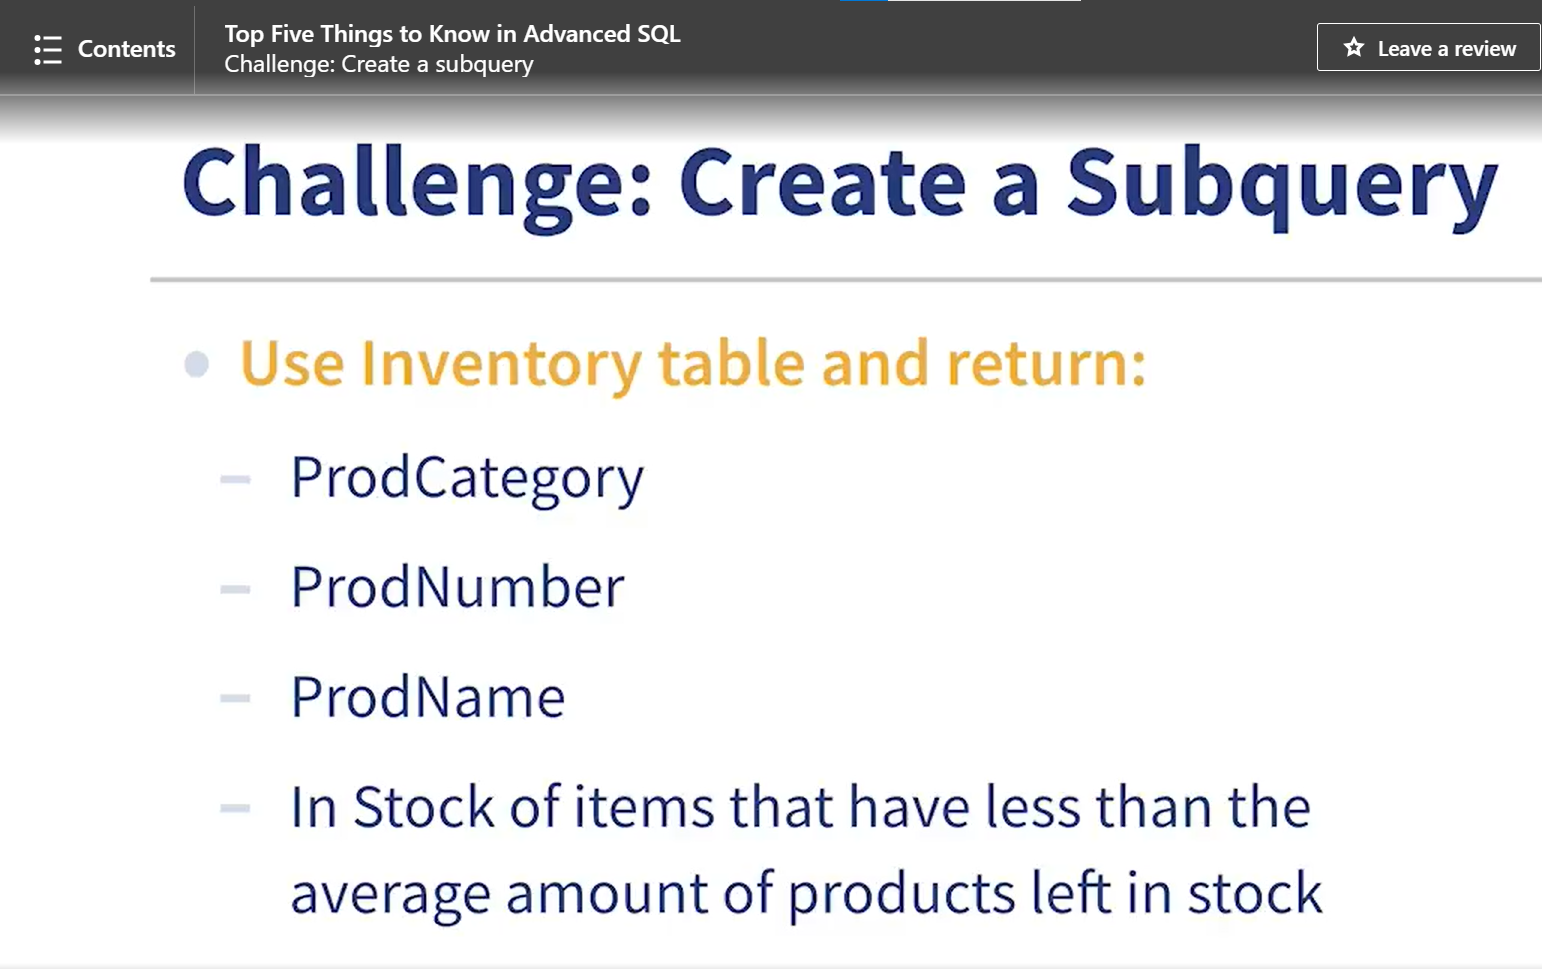 Contents
Top Five Things to Know in Advanced SQL
Challenge: Create a subquery
Leave a review
Challenge: Create a Subquery
Use Inventory table and return:
ProdCategory
ProdNumber
ProdName
In Stock of items that have less than the
average amount of products left in stock